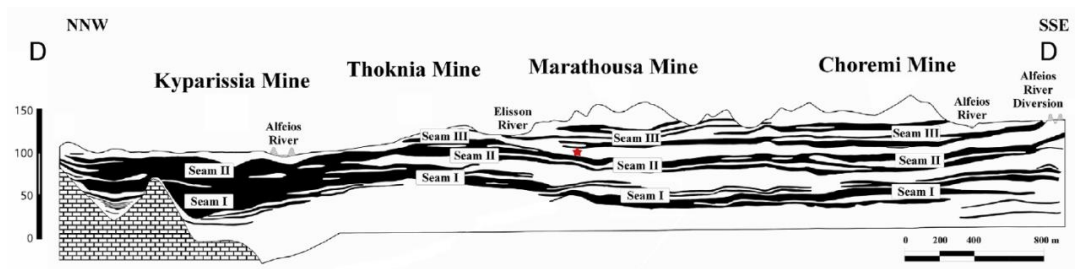 NNW
SSE
D
D
Kyparissia Mine
Thoknia Mine
Marathousa Mine
Choremi Mine
Alfeios
River
Diversion
150
Alfeios
River
Elisson
River
Alfeios
River
Seam III
Seam III
Seam III
100
Seam II
Seam II
Seam II
Seam II
50
Seam I
Seam I
Seam I
Seam I
0
0 200 400 800 m